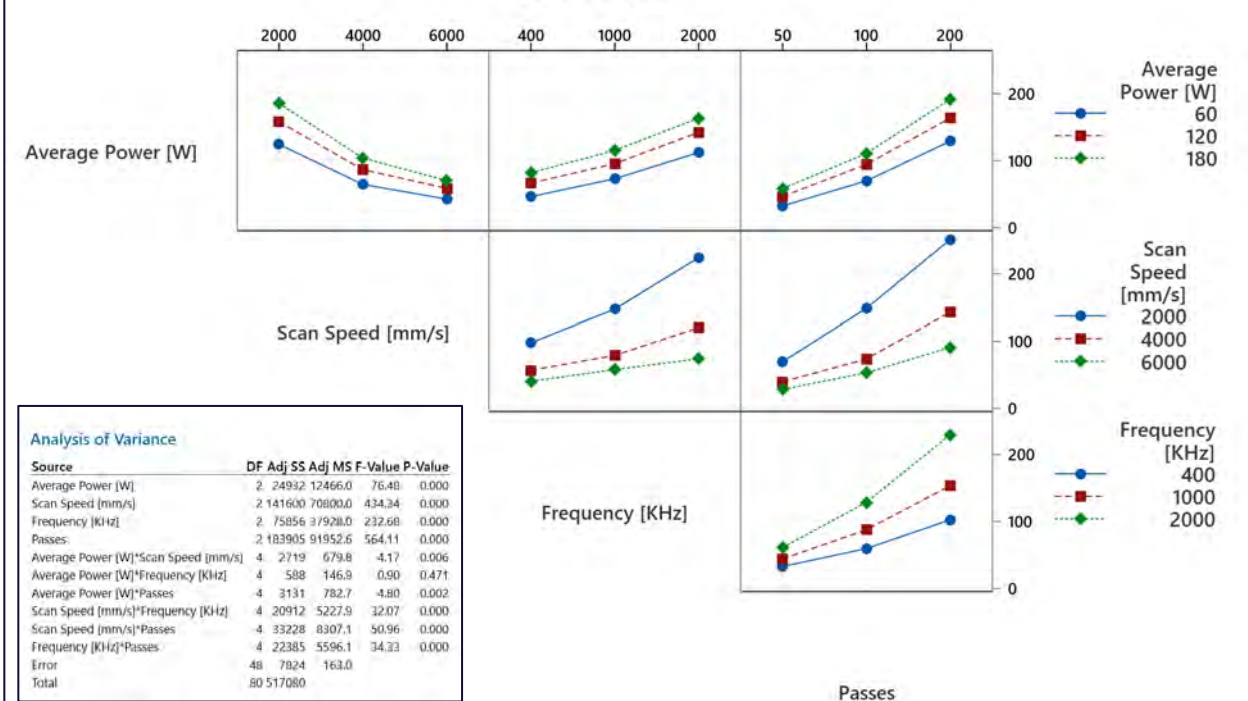 2000 4000 6000 400 1000 2000 50 100 200
Average Power [W]
200
100
0
Average
Power [W]
60
120
180
Scan Speed [mm/s]
200
100
0
Scan
Speed
[mm/s]
2000
4000
6000
Frequency [KHz]
200
100
0
Frequency
[KHz]
400
1000
2000
Analysis of Variance
Source DF Adj SS Adj MS F-Value P-Value
Average Power [W] 2 24932 12466.0 76.48 0.000
Scan Speed [mm/s] 2 141600 70800.0 434.34 0.000
Frequency [KHz] 2 75856 37928.0 232.68 0.000
Passes 2 183905 91952.6 564.11 0.000
Average Power [W]*Scan Speed [mm/s] 4 2719 679.8 4.17 0.006
Average Power [W]*Frequency [KHz] 4 588 146.9 0.90 0.471
Average Power [W]*Passes 4 3131 782.7 4.80 0.002
Scan Speed [mm/s]*Frequency [KHz] 4 20912 5227.9 32.07 0.000
Scan Speed [mm/s]*Passes 4 33228 8307.1 50.96 0.000
Frequency [KHz]*Passes 4 22385 5596.1 34.33 0.000
Error 48 7824 163.0
Total 80 517080
Passes